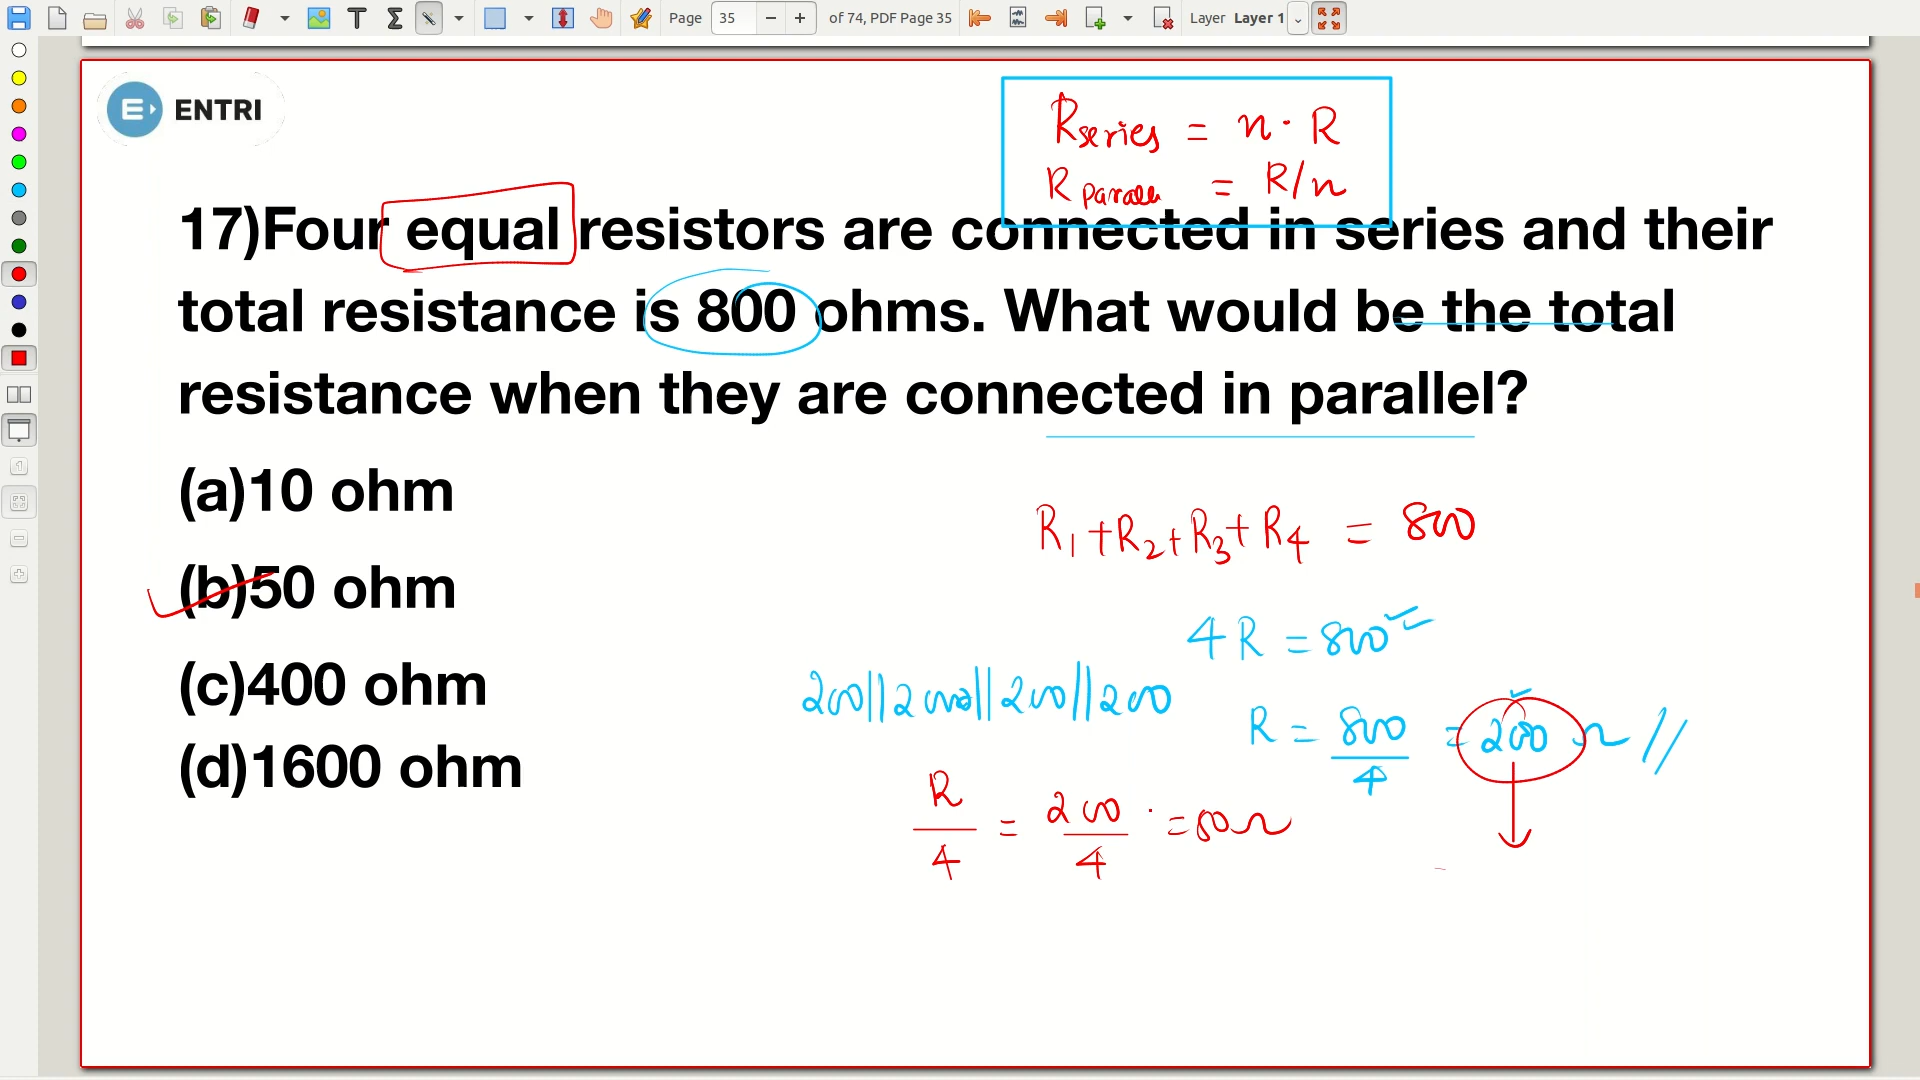 Page 35 of 74, PDF Page 35 Layer Layer 1
E ENTRI
Rseries = n · R
R parallel = R/n
17)Four equal resistors are connected in series and their
total resistance is 800 ohms. What would be the total
resistance when they are connected in parallel?
(a)10 ohm
(b)50 ohm
(c)400 ohm
(d)1600 ohm
R1+R2+R3+R4 = 800
4R = 800
200||200||200||200
R = 800/4 = 200 Ω //
R/4 = 200/4 = 50Ω